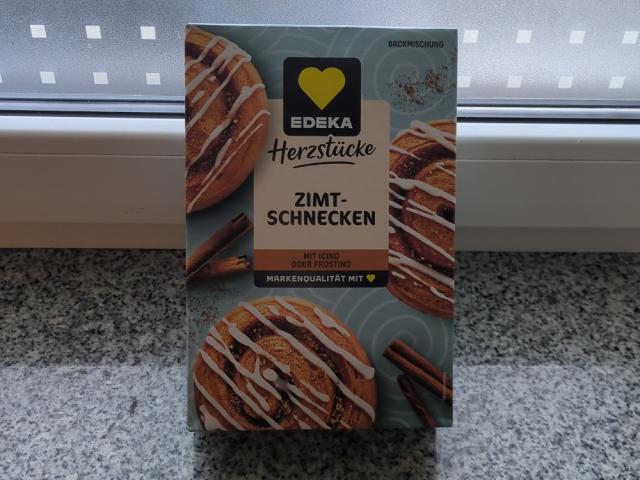 BACKMISCHUNG
EDEKA
Herzstücke
ZIMT-
SCHNECKEN
MIT ICING
ODER FROSTING
MARKENQUALITÄT MIT